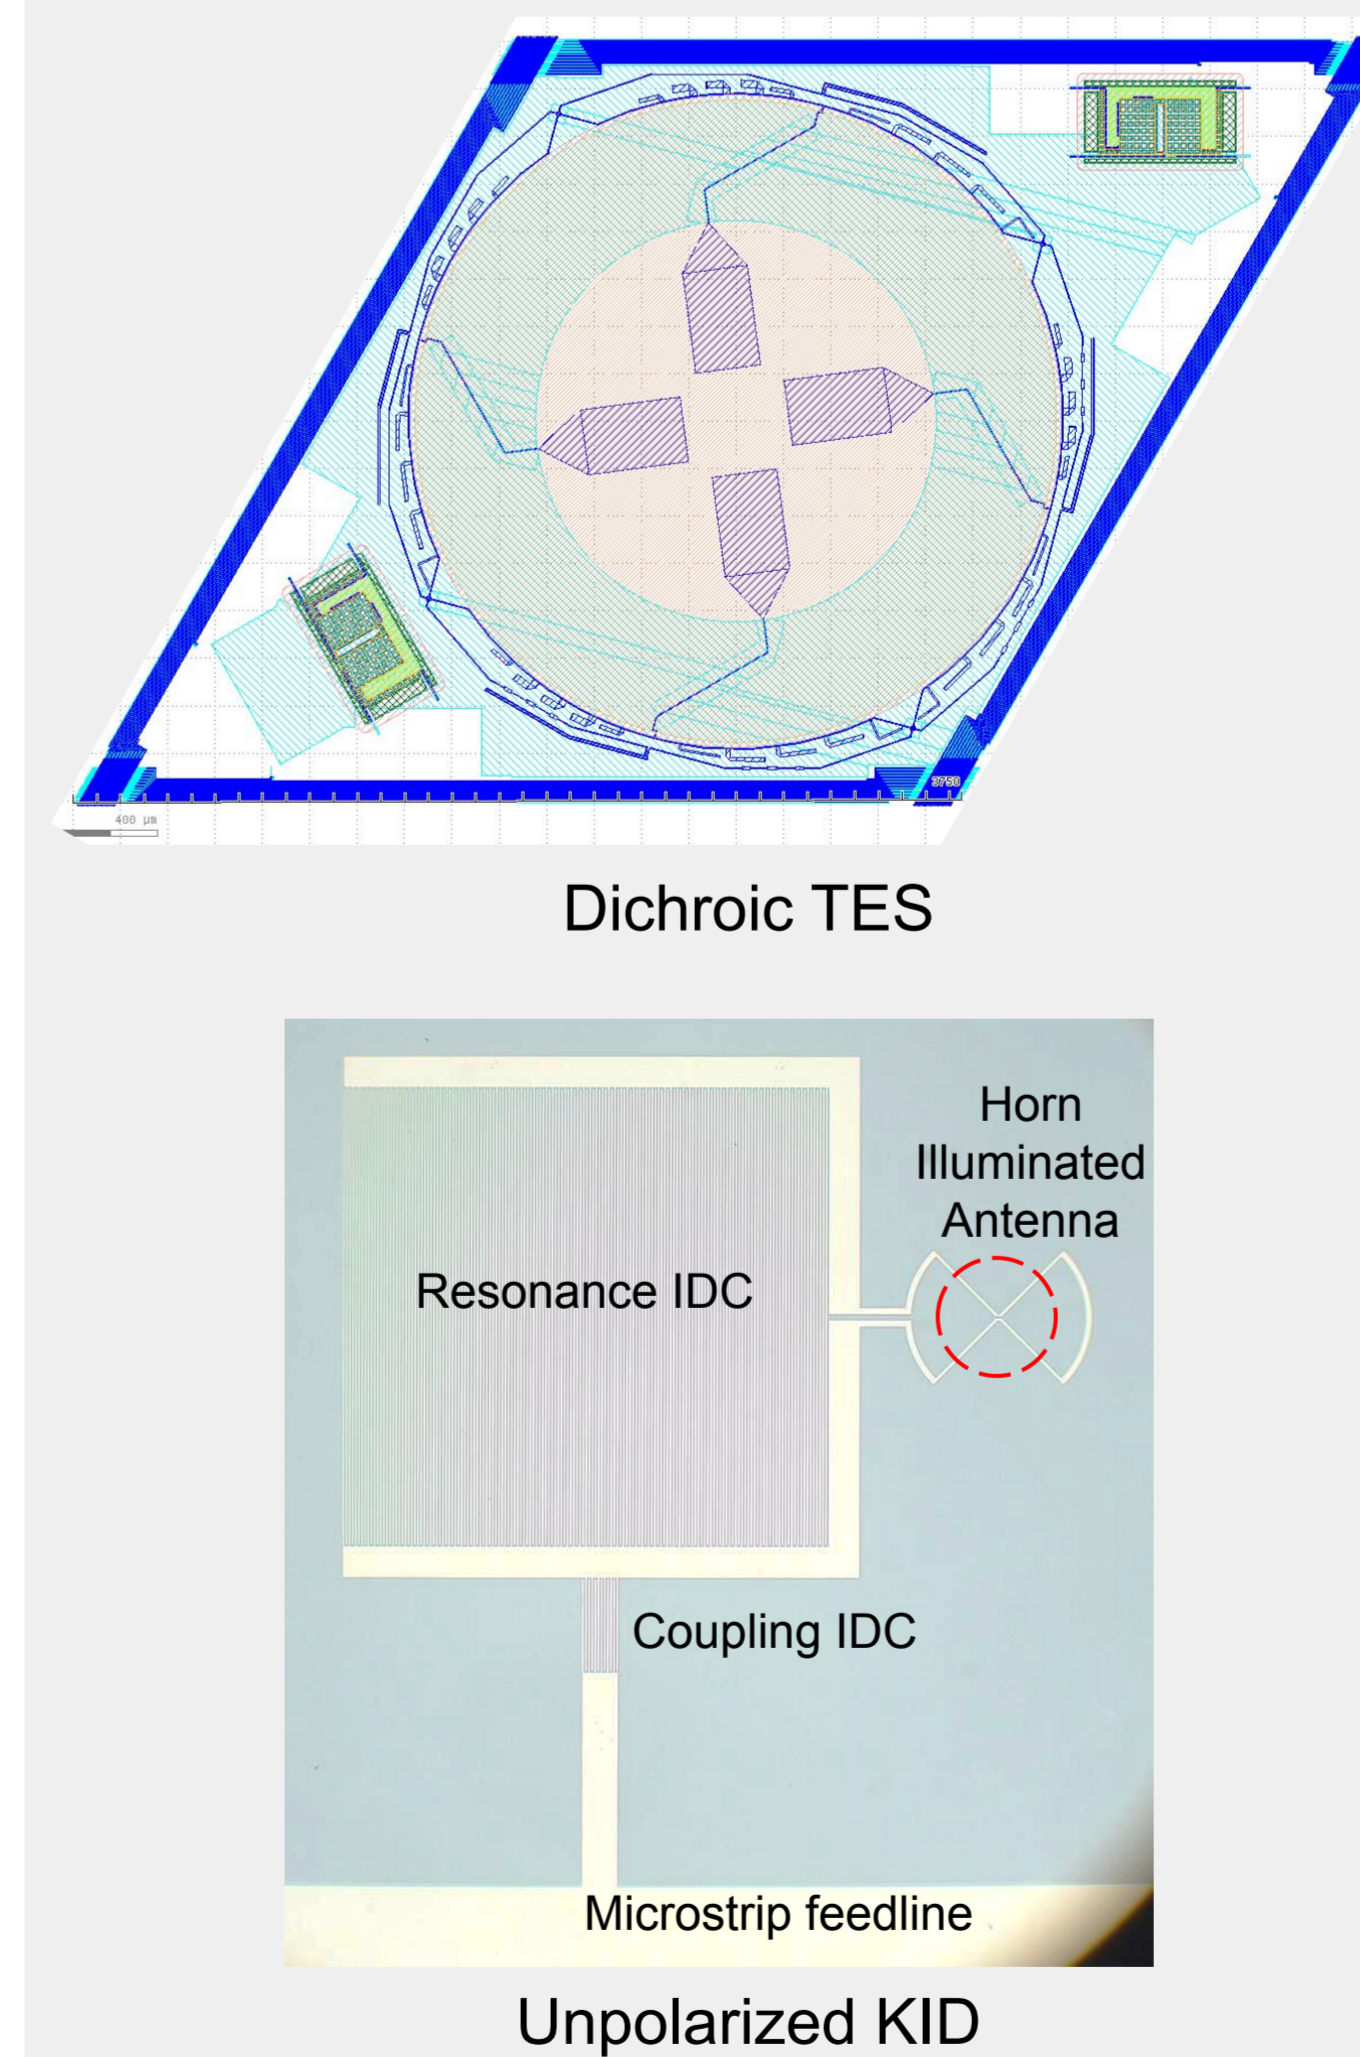 3750
400 µm
Dichroic TES
Horn
Illuminated
Antenna
Resonance IDC
Coupling IDC
Microstrip feedline
Unpolarized KID